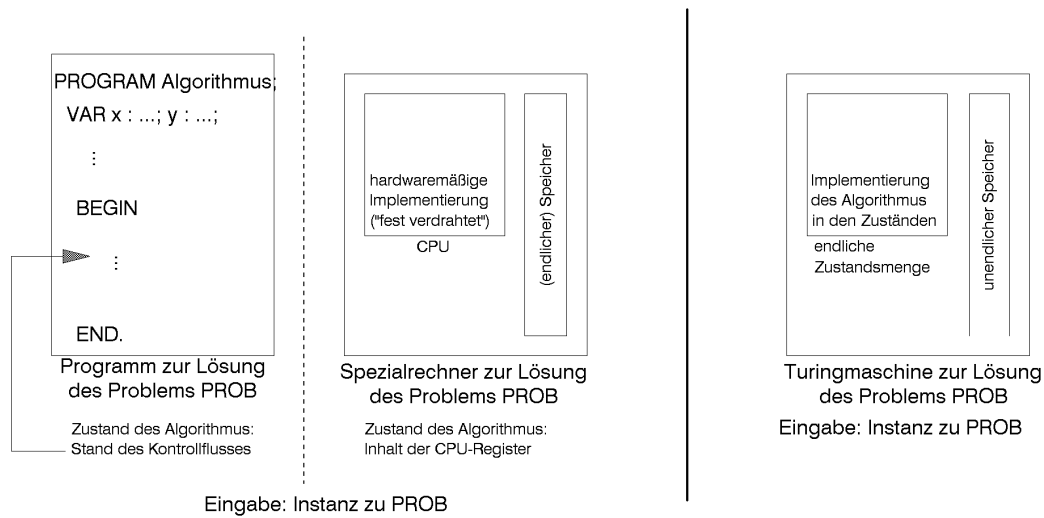 PROGRAM Algorithmus;
VAR x : ...; y : ...;
⋮
BEGIN
⋮
END.
Programm zur Lösung
des Problems PROB
Zustand des Algorithmus:
Stand des Kontrollflusses
hardwaremäßige
Implementierung
("fest verdrahtet")
CPU
(endlicher) Speicher
Spezialrechner zur Lösung
des Problems PROB
Zustand des Algorithmus:
Inhalt der CPU-Register
Eingabe: Instanz zu PROB
Implementierung
des Algorithmus
in den Zuständen
endliche
Zustandsmenge
unendlicher Speicher
Turingmaschine zur Lösung
des Problems PROB
Eingabe: Instanz zu PROB